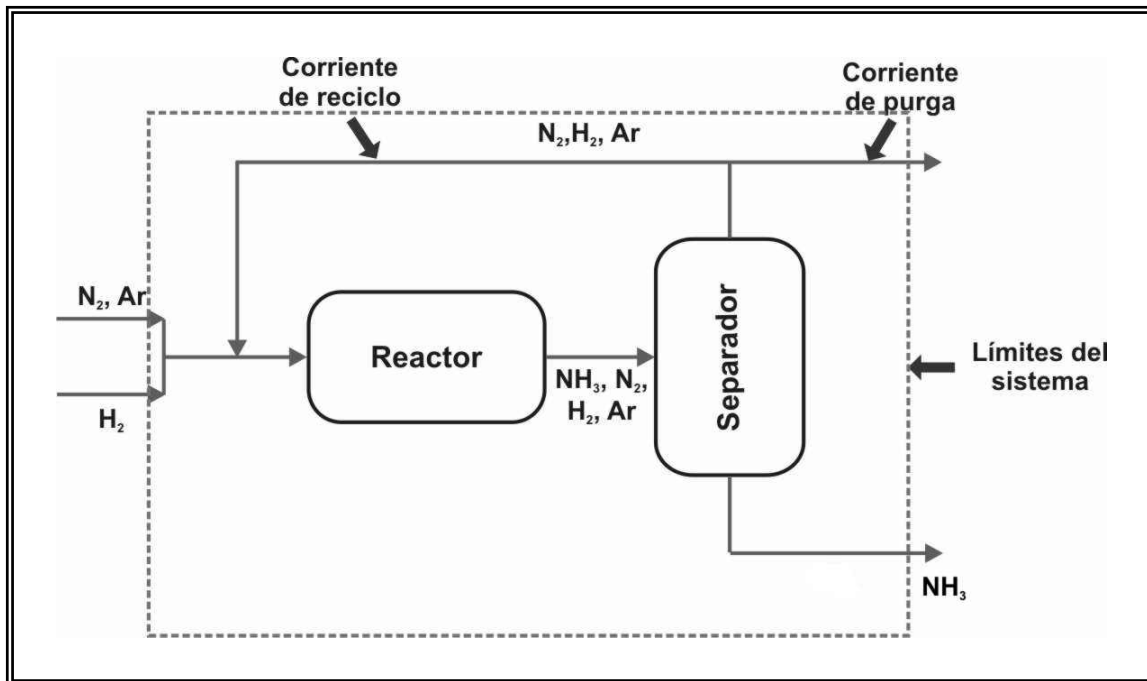 Corriente
de reciclo
Corriente
de purga
N₂,H₂, Ar
N₂, Ar
H₂
Reactor
NH₃, N₂,
H₂, Ar
Separador
Límites del
sistema
NH₃